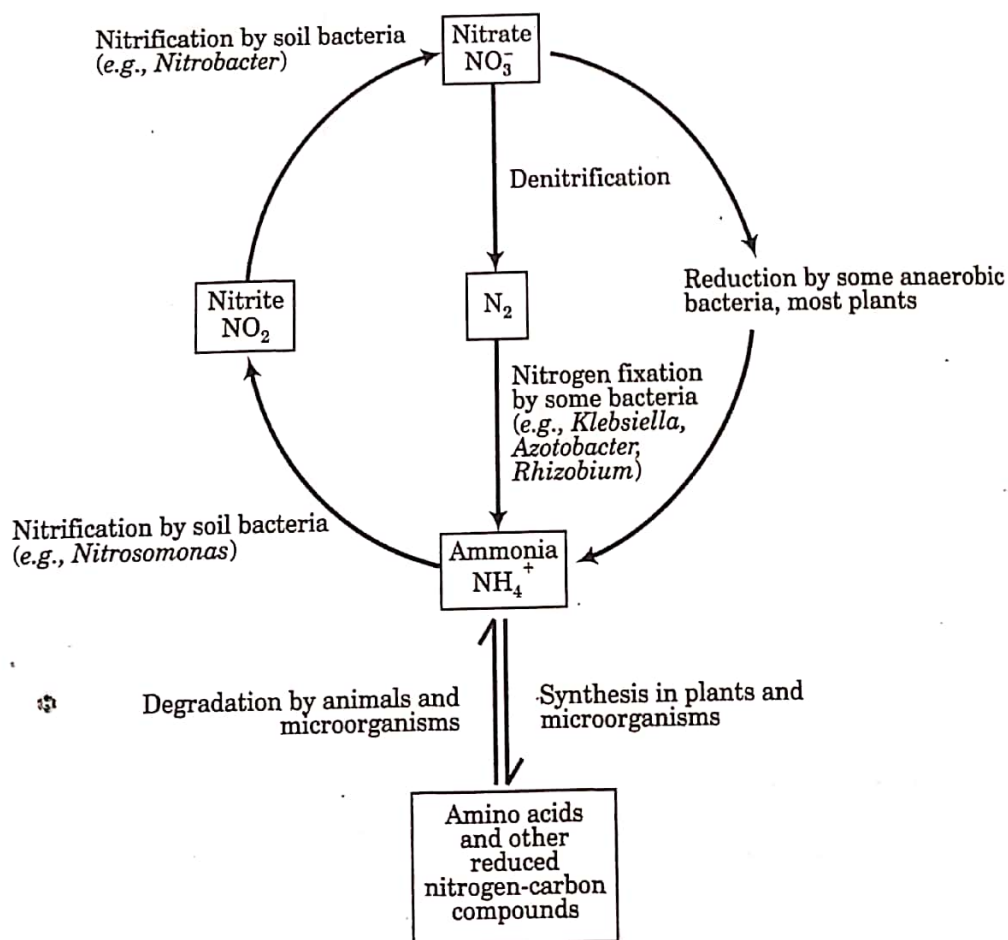 Nitrification by soil bacteria
(e.g., Nitrobacter)
Nitrate
NO₃⁻
Denitrification
Reduction by some anaerobic
bacteria, most plants
Nitrite
NO₂
N₂
Nitrogen fixation
by some bacteria
(e.g., Klebsiella,
Azotobacter,
Rhizobium)
Nitrification by soil bacteria
(e.g., Nitrosomonas)
Ammonia
NH₄⁺
Degradation by animals and
microorganisms
Synthesis in plants and
microorganisms
Amino acids
and other
reduced
nitrogen-carbon
compounds